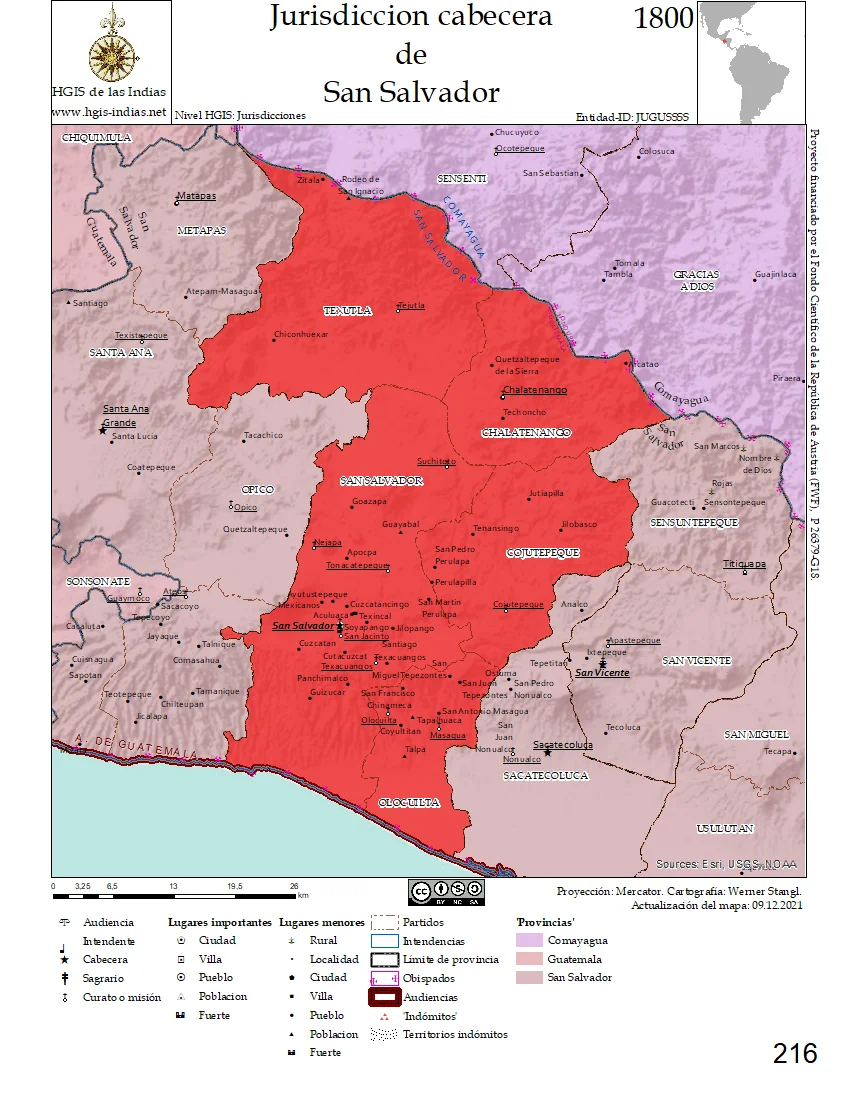 Jurisdiccion cabecera
de
San Salvador
1800
HGIS de las Indias
www.hgis-indias.net
Nivel HGIS: Jurisdicciones
Entidad-ID: JUGUSSSS
CHIQUIMULA
Chucuyuco
Ocotepeque
Colosuca
SENSENTI
San Sebastian
Zitala
Rodeo de
San Ignacio
Matapas
METAPAS
San
Salvador
Guatemala
COMAYAGUA
SAN SALVADOR
Tomala
Tambla
GRACIAS
A DIOS
Guajinlaca
Santiago
Atepam-Masagua
TEXUTLA
Tejutla
Texistepeque
SANTA ANA
Chiconhuexar
Quetzaltepeque
de la Sierra
Arcatao
Piraera
Comayagua
San
Salvador
Chalatenango
Techoncho
CHALATENANGO
Santa Ana
Grande
Santa Lucia
Tacachico
San Marcos
Nombre
de Dios
Coatepeque
Suchitoto
SAN SALVADOR
OPICO
Opico
Goazapa
Jutiapilla
Rojas
Guacotecti
Sensontepeque
SENSUNTEPEQUE
Quetzaltepeque
Guayabal
Tenansingo
Jilobasco
Nejapa
Apocpa
San Pedro
Perulapa
COJUTEPEQUE
Tonacatepeque
Titiguapa
SONSONATE
Perulapilla
Guaymoco
Ateos
Sacacoyo
Ayutustepeque
Mexicanos
Cuzcatancingo
San Martin
Perulapa
Cojutepeque
Analco
Aculuaca
Texincal
Caluluta
Tepecoyo
San Salvador
Soyapango
Jilopango
San Jacinto
Jayaque
Talnique
Cuzcatan
Santiago
Texacuangos
Apastepeque
Ixtepeque
Cuisnagua
Comasahua
Cutacuzcat
Texacuangos
San
Miguel Tepezontes
Tepetitan
San Vicente
SAN VICENTE
Sapotan
Panchimalco
San Juan
Tepezontes
Ostuma
San Pedro
Nonualco
Teotepeque
Tamanique
Chilteupan
Guizucar
San Francisco
Chinameca
San Antonio Masagua
Jicalapa
Olocuilta
Tapalhuaca
Coyultitan
Masagua
San
Juan
Nonualco
Tecoluca
SAN MIGUEL
A. DE GUATEMALA
Talpa
Nonualco
Sacatecoluca
SACATECOLUCA
Tecapa
OLOCUILTA
USULUTAN
Sources: Esri, USGS, NOAA
Proyecto financiado por el Fondo Científico de la República de Austria (FWF), P 26379-G18.
0 3,25 6,5 13 19,5 26
km
CC BY NC SA
Proyección: Mercator. Cartografía: Werner Stangl.
Actualización del mapa: 09.12.2021
Audiencia
Intendente
Cabecera
Sagrario
Curato o misión
Lugares importantes
Ciudad
Villa
Pueblo
Poblacion
Fuerte
Lugares menores
Rural
Localidad
Ciudad
Villa
Pueblo
Poblacion
Fuerte
Partidos
Intendencias
Límite de provincia
Obispados
Audiencias
'Indómitos'
Territorios indómitos
'Provincias'
Comayagua
Guatemala
San Salvador
216